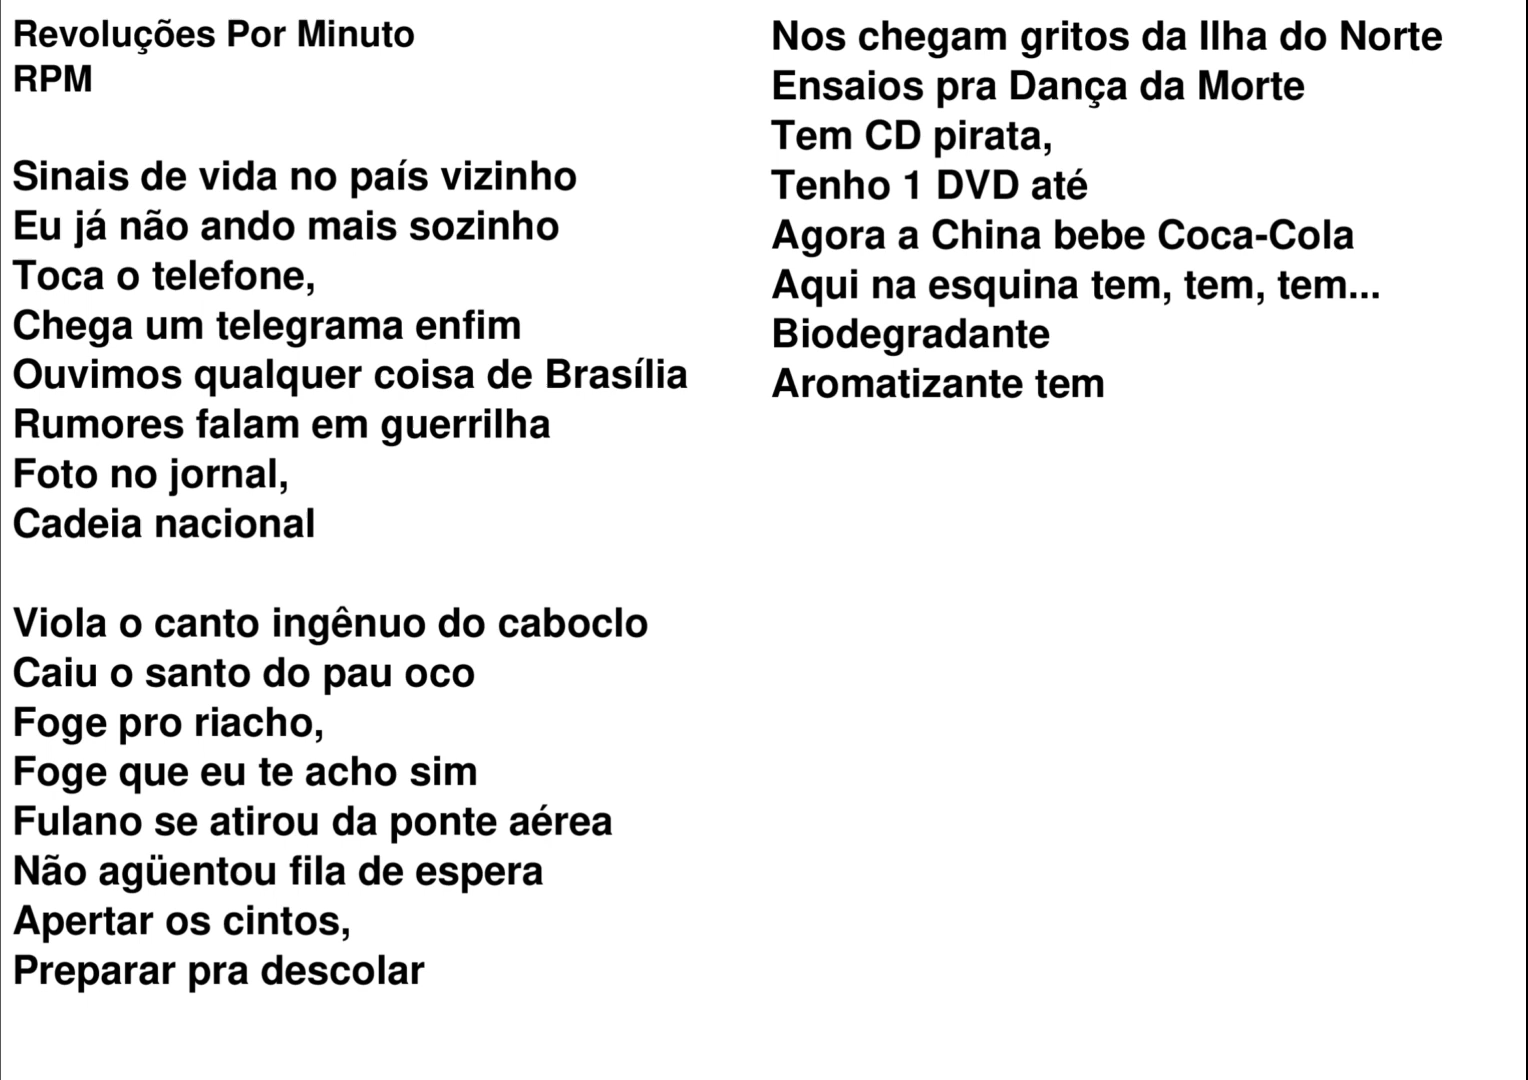 Revoluções Por Minuto
RPM
Sinais de vida no país vizinho
Eu já não ando mais sozinho
Toca o telefone,
Chega um telegrama enfim
Ouvimos qualquer coisa de Brasília
Rumores falam em guerrilha
Foto no jornal,
Cadeia nacional
Viola o canto ingênuo do caboclo
Caiu o santo do pau oco
Foge pro riacho,
Foge que eu te acho sim
Fulano se atirou da ponte aérea
Não agüentou fila de espera
Apertar os cintos,
Preparar pra descolar
Nos chegam gritos da Ilha do Norte
Ensaios pra Dança da Morte
Tem CD pirata,
Tenho 1 DVD até
Agora a China bebe Coca-Cola
Aqui na esquina tem, tem, tem...
Biodegradante
Aromatizante tem